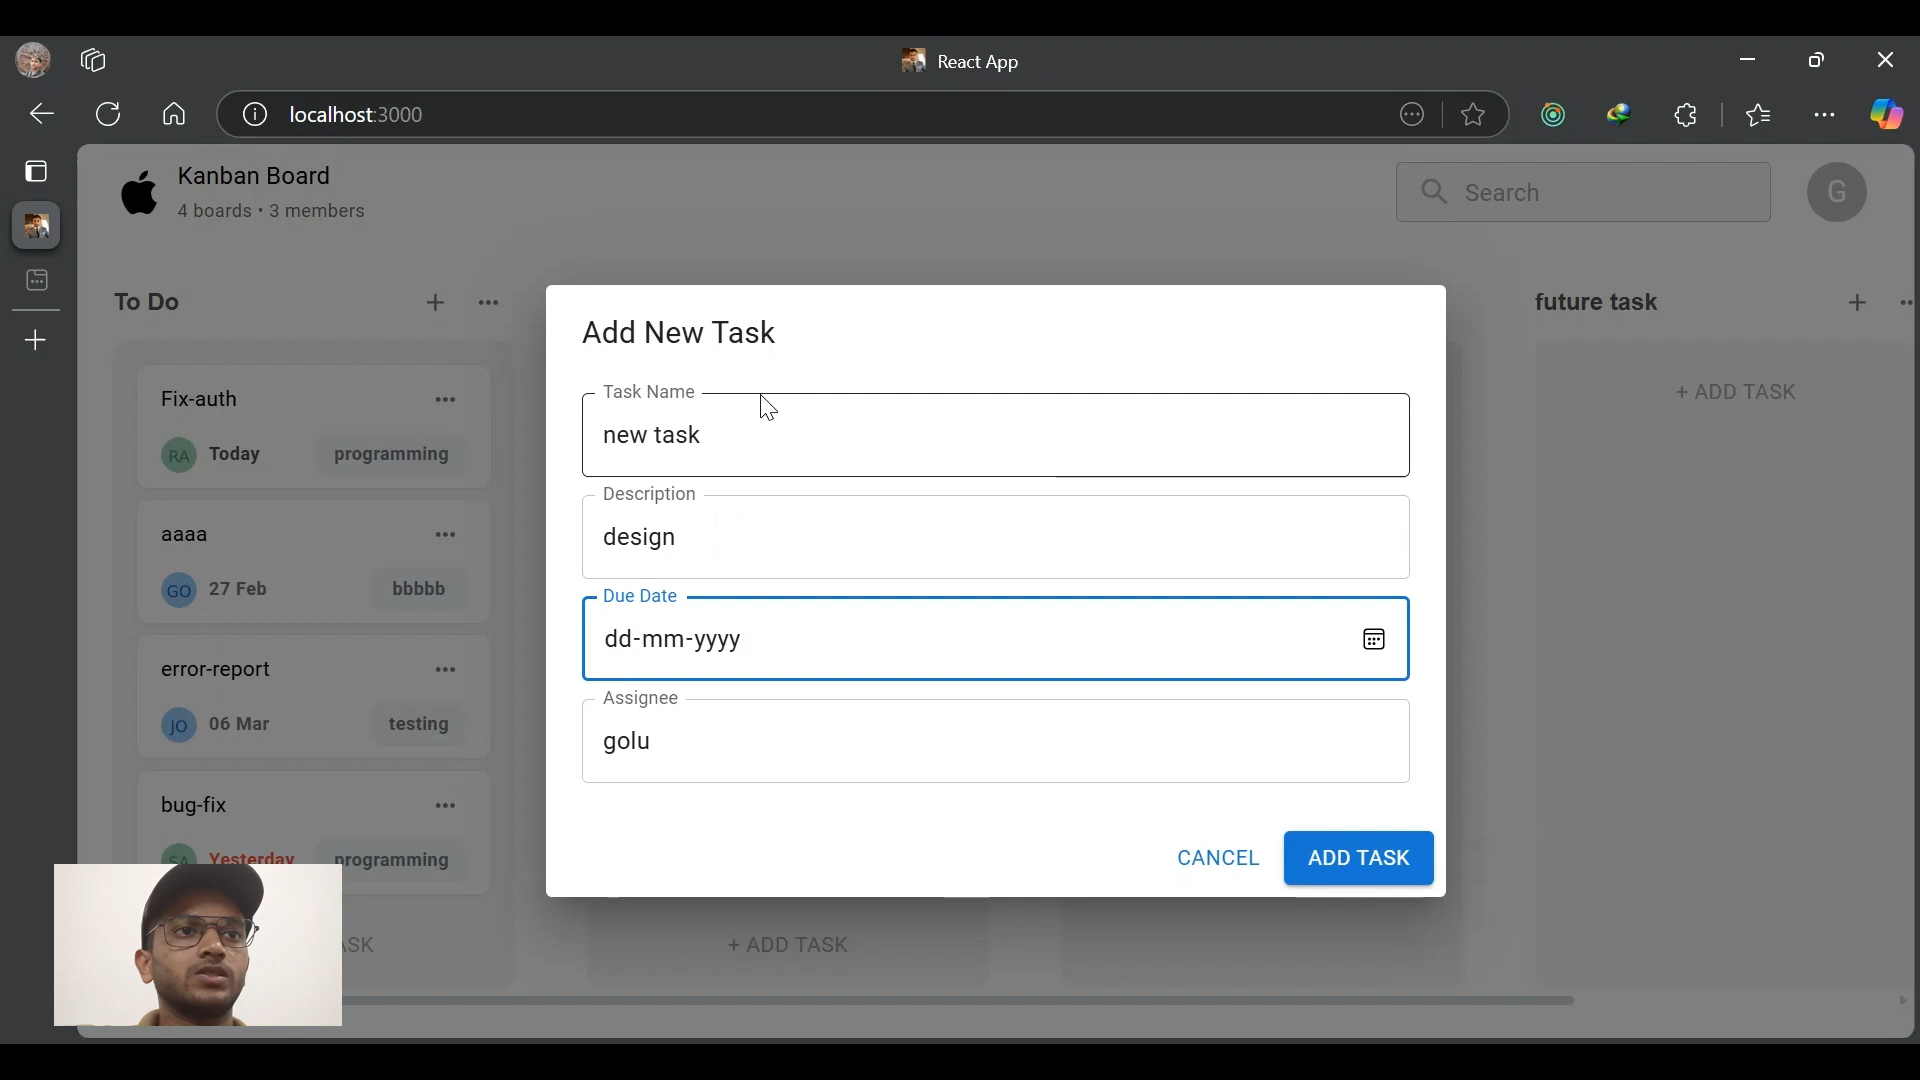 React App
localhost:3000
Kanban Board
4 boards • 3 members
Search
G
To Do
future task
Fix-auth
RA Today programming
aaaa
GO 27 Feb bbbbb
error-report
JO 06 Mar testing
bug-fix
SA Yesterday programming
ASK
+ ADD TASK
+ ADD TASK
Add New Task
Task Name
new task
Description
design
Due Date
dd-mm-yyyy
Assignee
golu
CANCEL
ADD TASK